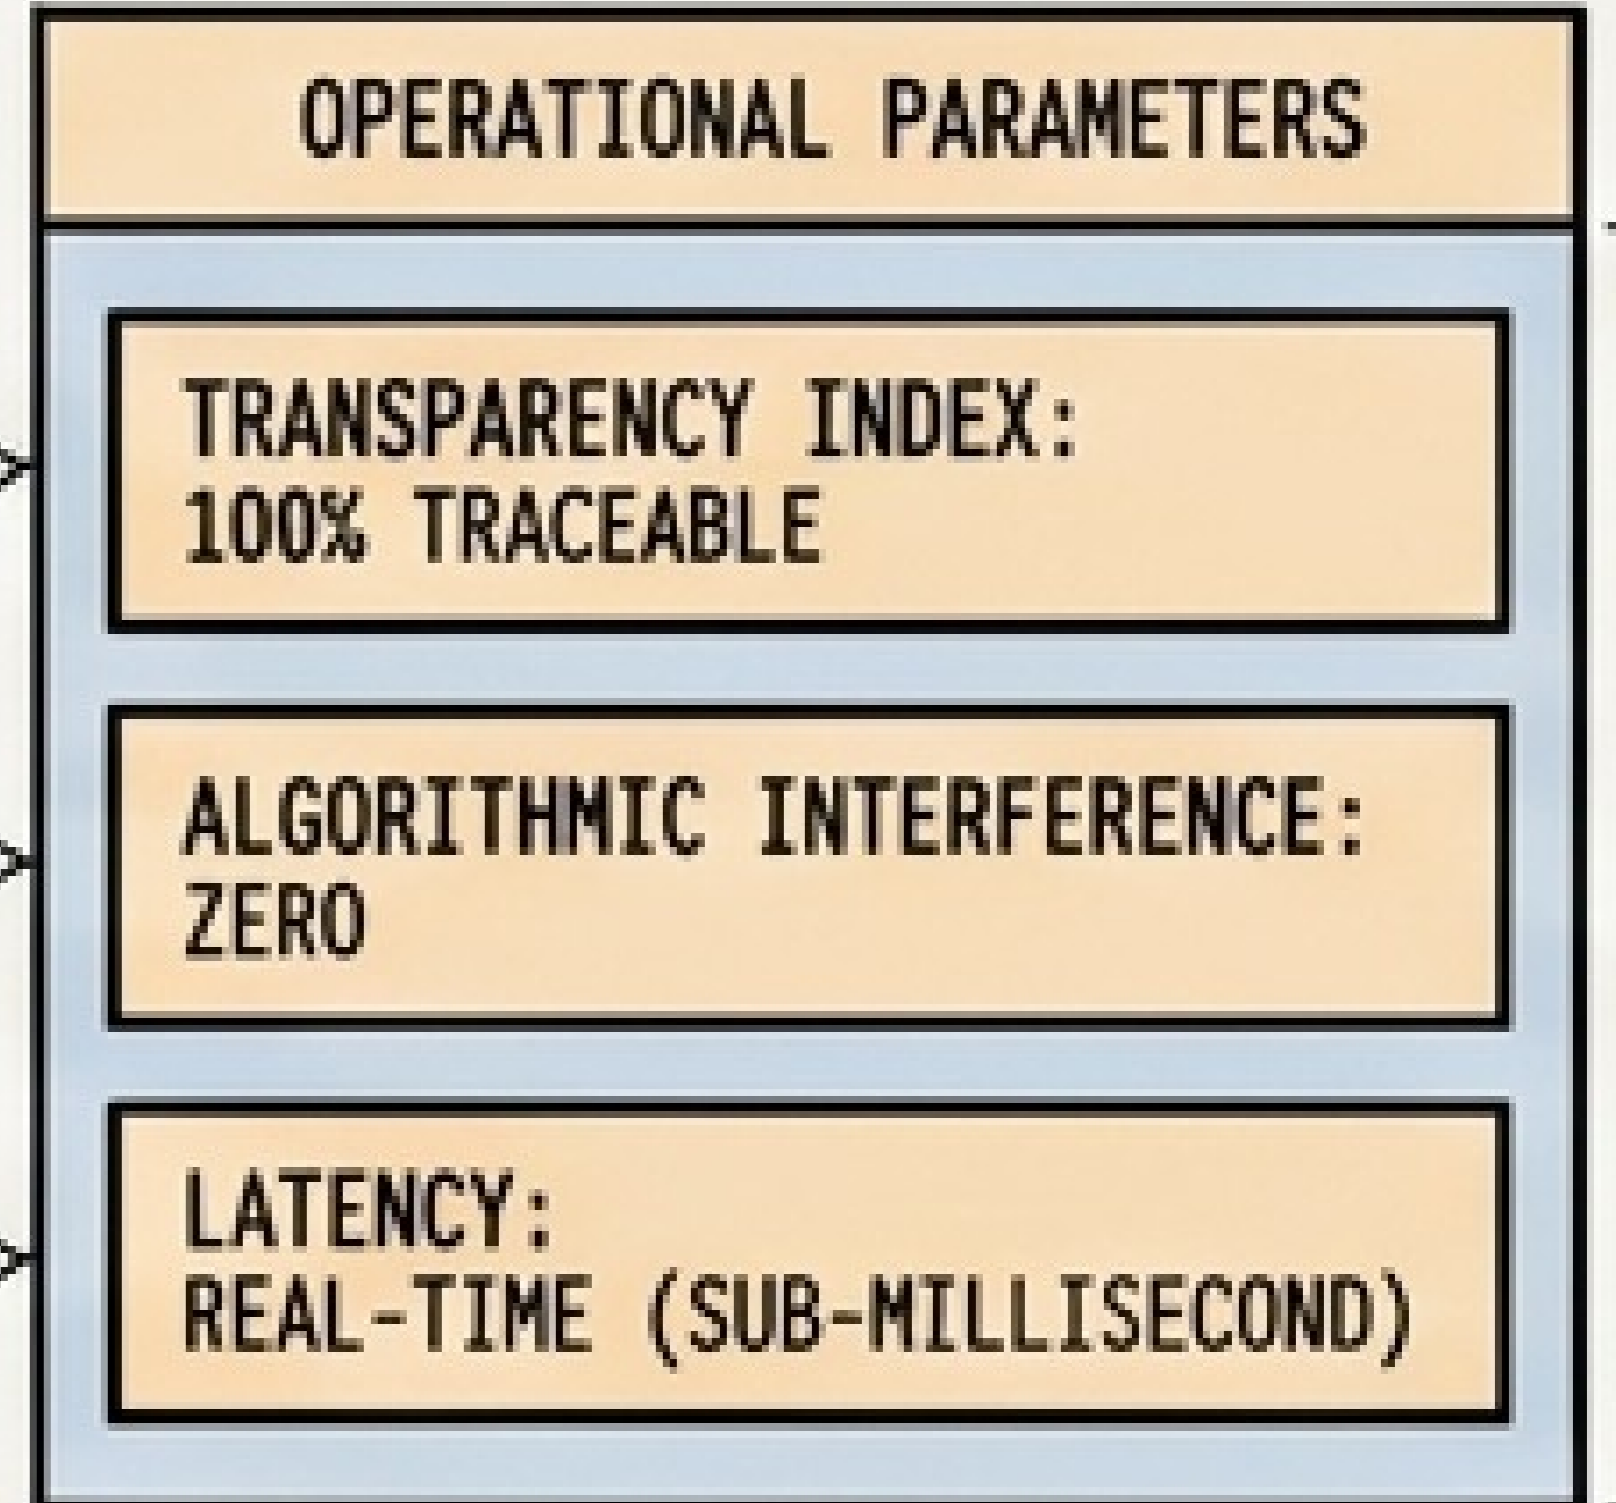 OPERATIONAL PARAMETERS
TRANSPARENCY INDEX:
100% TRACEABLE
ALGORITHMIC INTERFERENCE:
ZERO
LATENCY:
REAL-TIME (SUB-MILLISECOND)